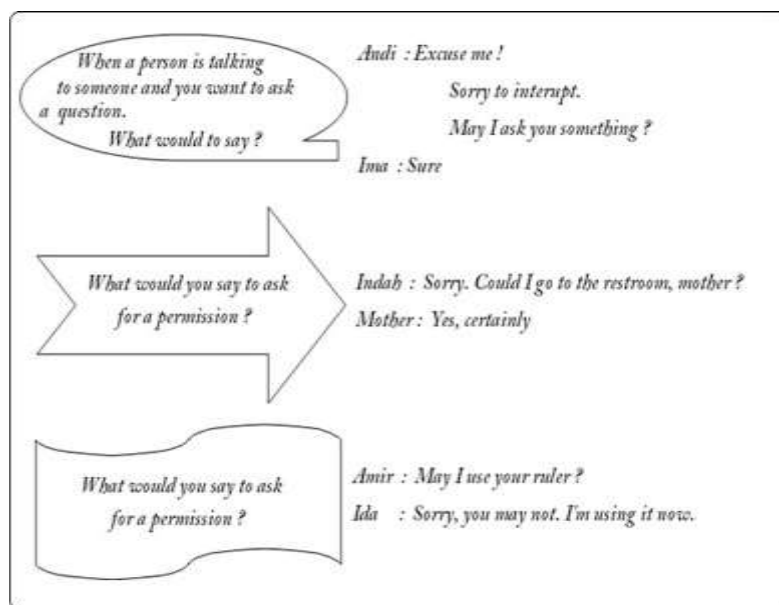 When a person is talking
to someone and you want to ask
a question.
What would to say ?
Andi : Excuse me !
Sorry to interupt.
May I ask you something ?
Ima : Sure
What would you say to ask
for a permission ?
Indah : Sorry. Could I go to the restroom, mother ?
Mother : Yes, certainly
What would you say to ask
for a permission ?
Amir : May I use your ruler ?
Ida : Sorry, you may not. I'm using it now.